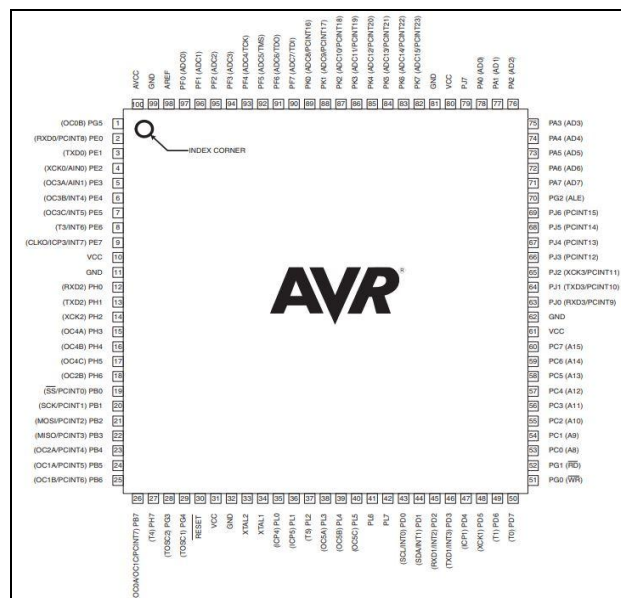 AVCC
GND
AREF
PF0 (ADC0)
PF1 (ADC1)
PF2 (ADC2)
PF3 (ADC3)
PF4 (ADC4/TCK)
PF5 (ADC5/TMS)
PF6 (ADC6/TDO)
PF7 (ADC7/TDI)
PK0 (ADC8/PCINT16)
PK1 (ADC9/PCINT17)
PK2 (ADC10/PCINT18)
PK3 (ADC11/PCINT19)
PK4 (ADC12/PCINT20)
PK5 (ADC13/PCINT21)
PK6 (ADC14/PCINT22)
PK7 (ADC15/PCINT23)
GND
VCC
PJ7
PA0 (AD0)
PA1 (AD1)
PA2 (AD2)
100 99 98 97 96 95 94 93 92 91 90 89 88 87 86 85 84 83 82 81 80 79 78 77 76
(OC0B) PG5 1
(RXD0/PCINT8) PE0 2
(TXD0) PE1 3
(XCK0/AIN0) PE2 4
(OC3A/AIN1) PE3 5
(OC3B/INT4) PE4 6
(OC3C/INT5) PE5 7
(T3/INT6) PE6 8
(CLKO/ICP3/INT7) PE7 9
VCC 10
GND 11
(RXD2) PH0 12
(TXD2) PH1 13
(XCK2) PH2 14
(OC4A) PH3 15
(OC4B) PH4 16
(OC4C) PH5 17
(OC2B) PH6 18
(SS/PCINT0) PB0 19
(SCK/PCINT1) PB1 20
(MOSI/PCINT2) PB2 21
(MISO/PCINT3) PB3 22
(OC2A/PCINT4) PB4 23
(OC1A/PCINT5) PB5 24
(OC1B/PCINT6) PB6 25
INDEX CORNER
AVR®
75 PA3 (AD3)
74 PA4 (AD4)
73 PA5 (AD5)
72 PA6 (AD6)
71 PA7 (AD7)
70 PG2 (ALE)
69 PJ6 (PCINT15)
68 PJ5 (PCINT14)
67 PJ4 (PCINT13)
66 PJ3 (PCINT12)
65 PJ2 (XCK3/PCINT11)
64 PJ1 (TXD3/PCINT10)
63 PJ0 (RXD3/PCINT9)
62 GND
61 VCC
60 PC7 (A15)
59 PC6 (A14)
58 PC5 (A13)
57 PC4 (A12)
56 PC3 (A11)
55 PC2 (A10)
54 PC1 (A9)
53 PC0 (A8)
52 PG1 (RD)
51 PG0 (WR)
26 27 28 29 30 31 32 33 34 35 36 37 38 39 40 41 42 43 44 45 46 47 48 49 50
(OC0A/OC1C/PCINT7) PB7
(T4) PH7
(TOSC2) PG3
(TOSC1) PG4
RESET
VCC
GND
XTAL2
XTAL1
(ICP4) PL0
(ICP5) PL1
(T5) PL2
(OC5A) PL3
(OC5B) PL4
(OC5C) PL5
PL6
PL7
(SCL/INT0) PD0
(SDA/INT1) PD1
(RXD1/INT2) PD2
(TXD1/INT3) PD3
(ICP1) PD4
(XCK1) PD5
(T1) PD6
(T0) PD7